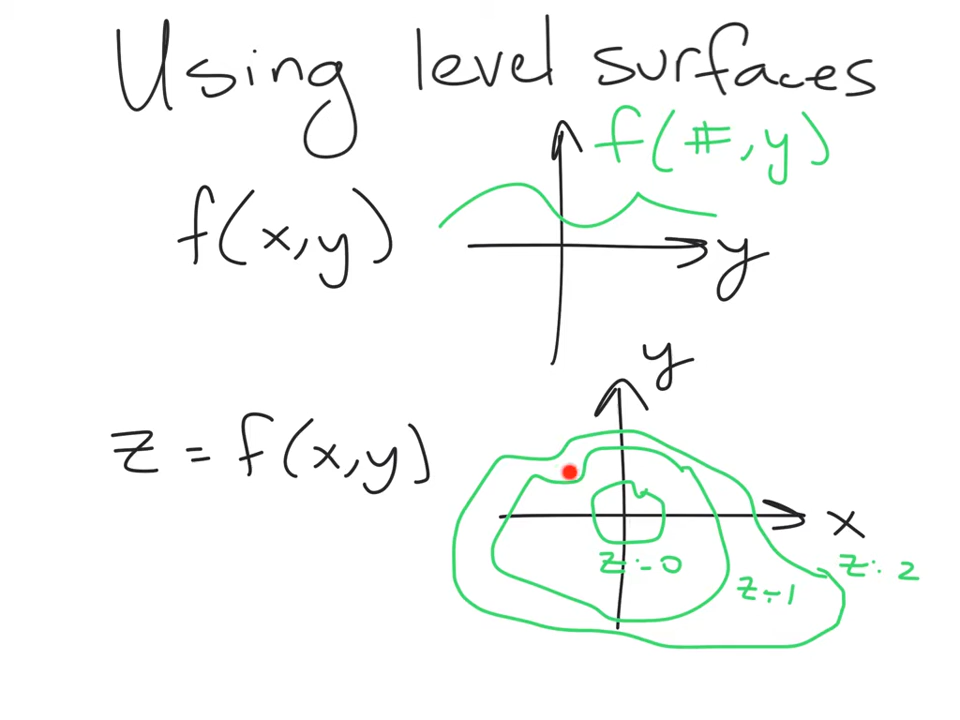 Using level surfaces
f(#,y)
f(x,y)
y
y
z = f(x,y)
x
z=0
z=1
z=2